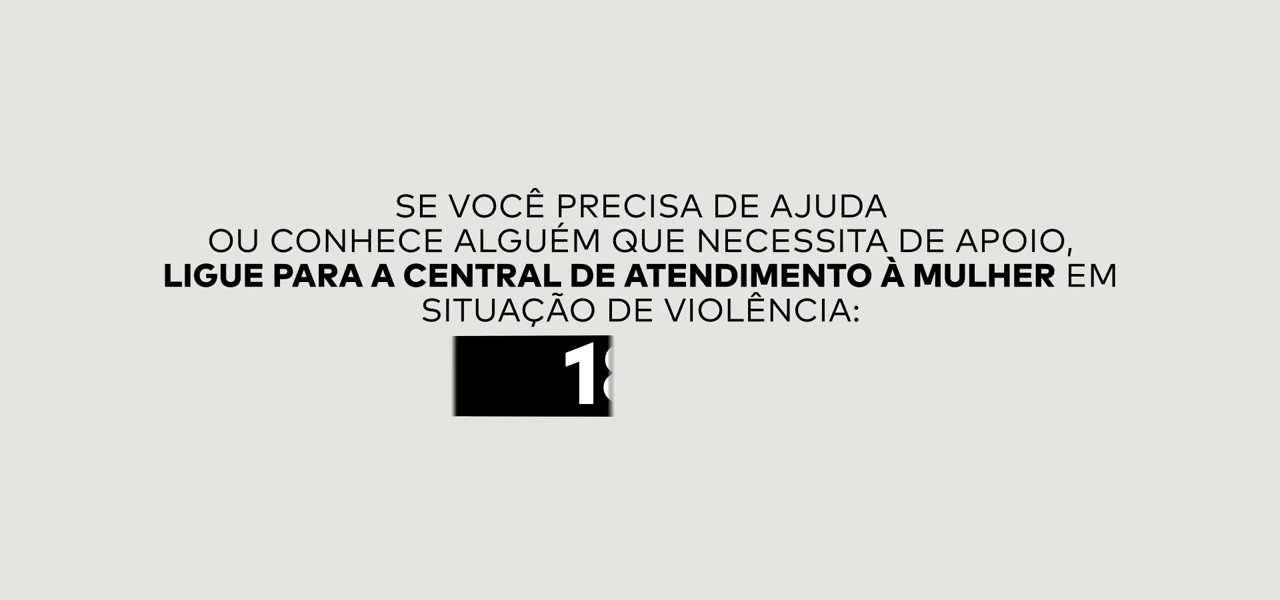 SE VOCÊ PRECISA DE AJUDA
OU CONHECE ALGUÉM QUE NECESSITA DE APOIO,
LIGUE PARA A CENTRAL DE ATENDIMENTO À MULHER EM
SITUAÇÃO DE VIOLÊNCIA:
1